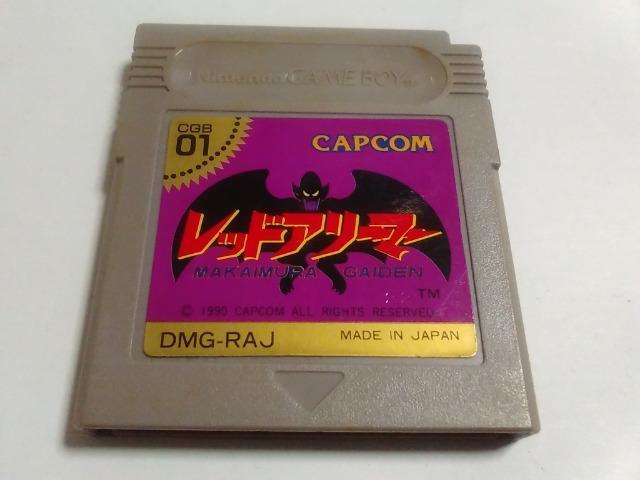 Nintendo GAME BOY
CGB
01
CAPCOM
レッドアリーマー
MAKAIMURA GAIDEN
TM
© 1990 CAPCOM ALL RIGHTS RESERVED
DMG-RAJ
MADE IN JAPAN